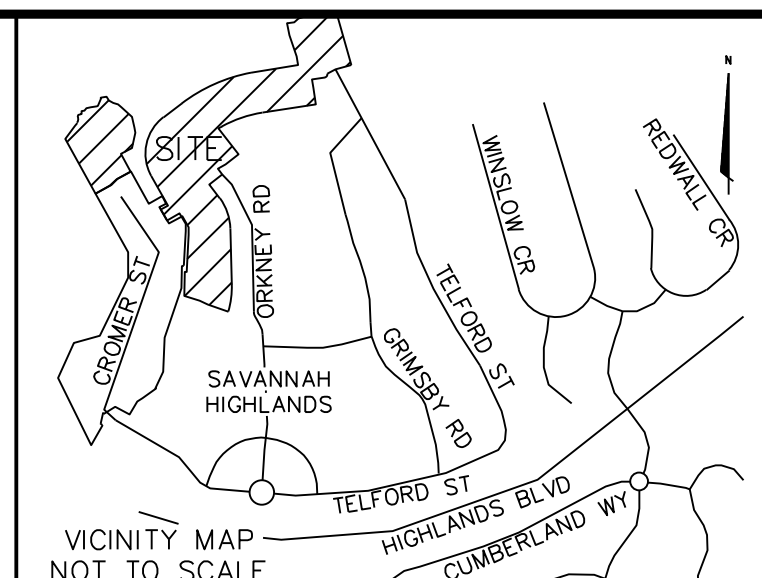 N
SITE
WINSLOW CR
REDWALL CR
ORKNEY RD
CROMER ST
TELFORD ST
GRIMSBY RD
SAVANNAH
HIGHLANDS
TELFORD ST
HIGHLANDS BLVD
CUMBERLAND WY
VICINITY MAP
NOT TO SCALE